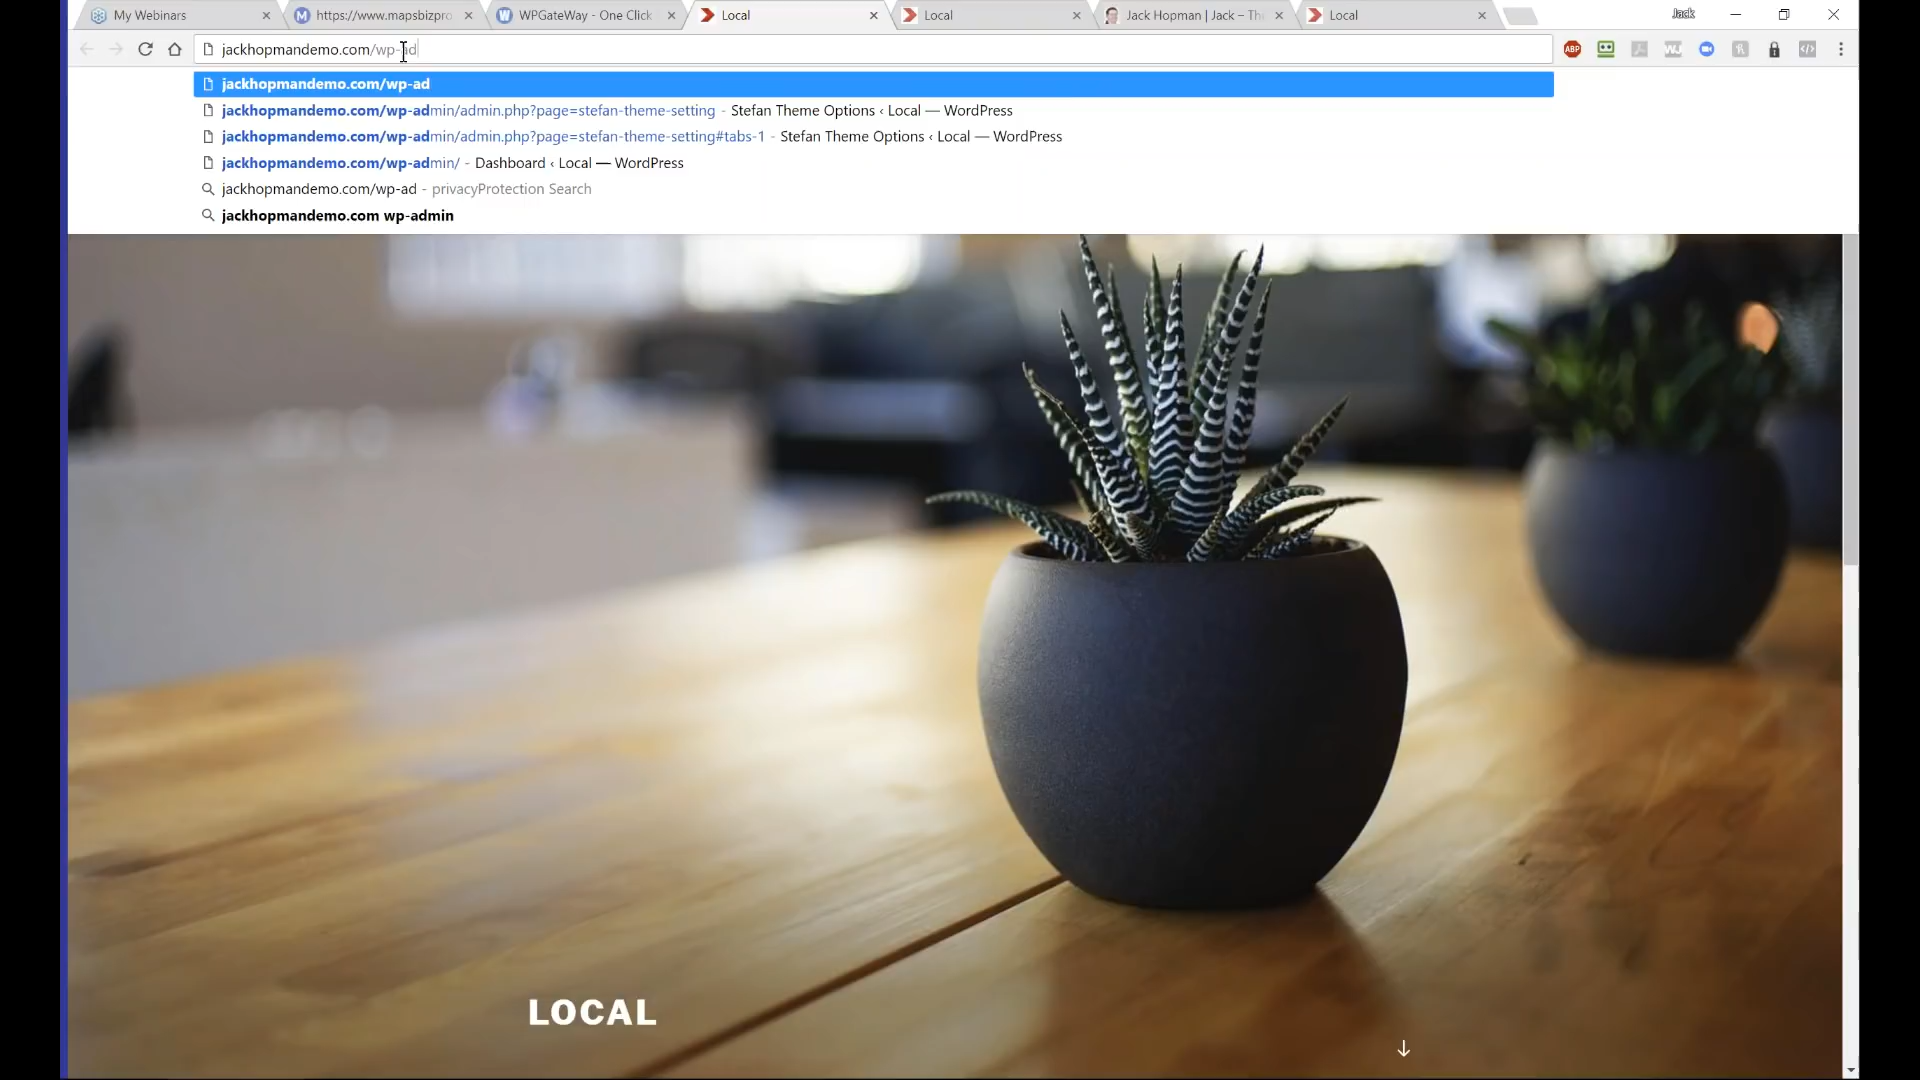 My Webinars
https://www.mapsbizpro
WPGateWay - One Click
Local
Local
Jack Hopman | Jack – The
Local
Jack
jackhopmandemo.com/wp-ad
ABP
jackhopmandemo.com/wp-ad
jackhopmandemo.com/wp-admin/admin.php?page=stefan-theme-setting - Stefan Theme Options ‹ Local — WordPress
jackhopmandemo.com/wp-admin/admin.php?page=stefan-theme-setting#tabs-1 - Stefan Theme Options ‹ Local — WordPress
jackhopmandemo.com/wp-admin/ - Dashboard ‹ Local — WordPress
jackhopmandemo.com/wp-ad - privacyProtection Search
jackhopmandemo.com wp-admin
LOCAL